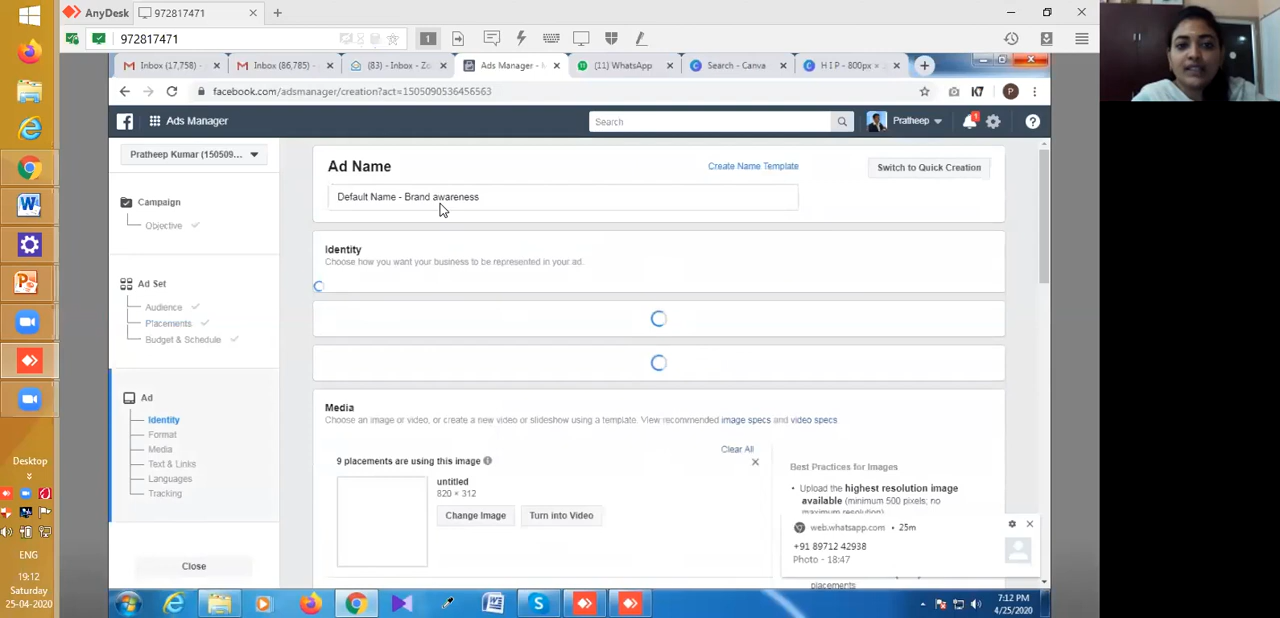 AnyDesk
972817471
972817471
1
Inbox (17,758)
Inbox (86,785)
(83) - Inbox - Zo
Ads Manager -
(11) WhatsApp
Search - Canva
H I P - 800px ×
facebook.com/adsmanager/creation?act=1505090536456563
P
Ads Manager
Search
Pratheep
1
Pratheep Kumar (150509...
Campaign
Objective
Ad Set
Audience
Placements
Budget & Schedule
Ad
Identity
Format
Media
Text & Links
Languages
Tracking
Close
Ad Name
Create Name Template
Switch to Quick Creation
Default Name - Brand awareness
Identity
Choose how you want your business to be represented in your ad.
Media
Choose an image or video, or create a new video or slideshow using a template. View recommended image specs and video specs
Clear All
9 placements are using this image
untitled
820 × 312
Change Image
Turn into Video
Best Practices for Images
• Upload the highest resolution image
available (minimum 500 pixels; no
maximum resolution)
web.whatsapp.com • 25m
+91 89712 42938
Photo - 18:47
placements
Desktop
ENG
19:12
Saturday
25-04-2020
7:12 PM
4/25/2020